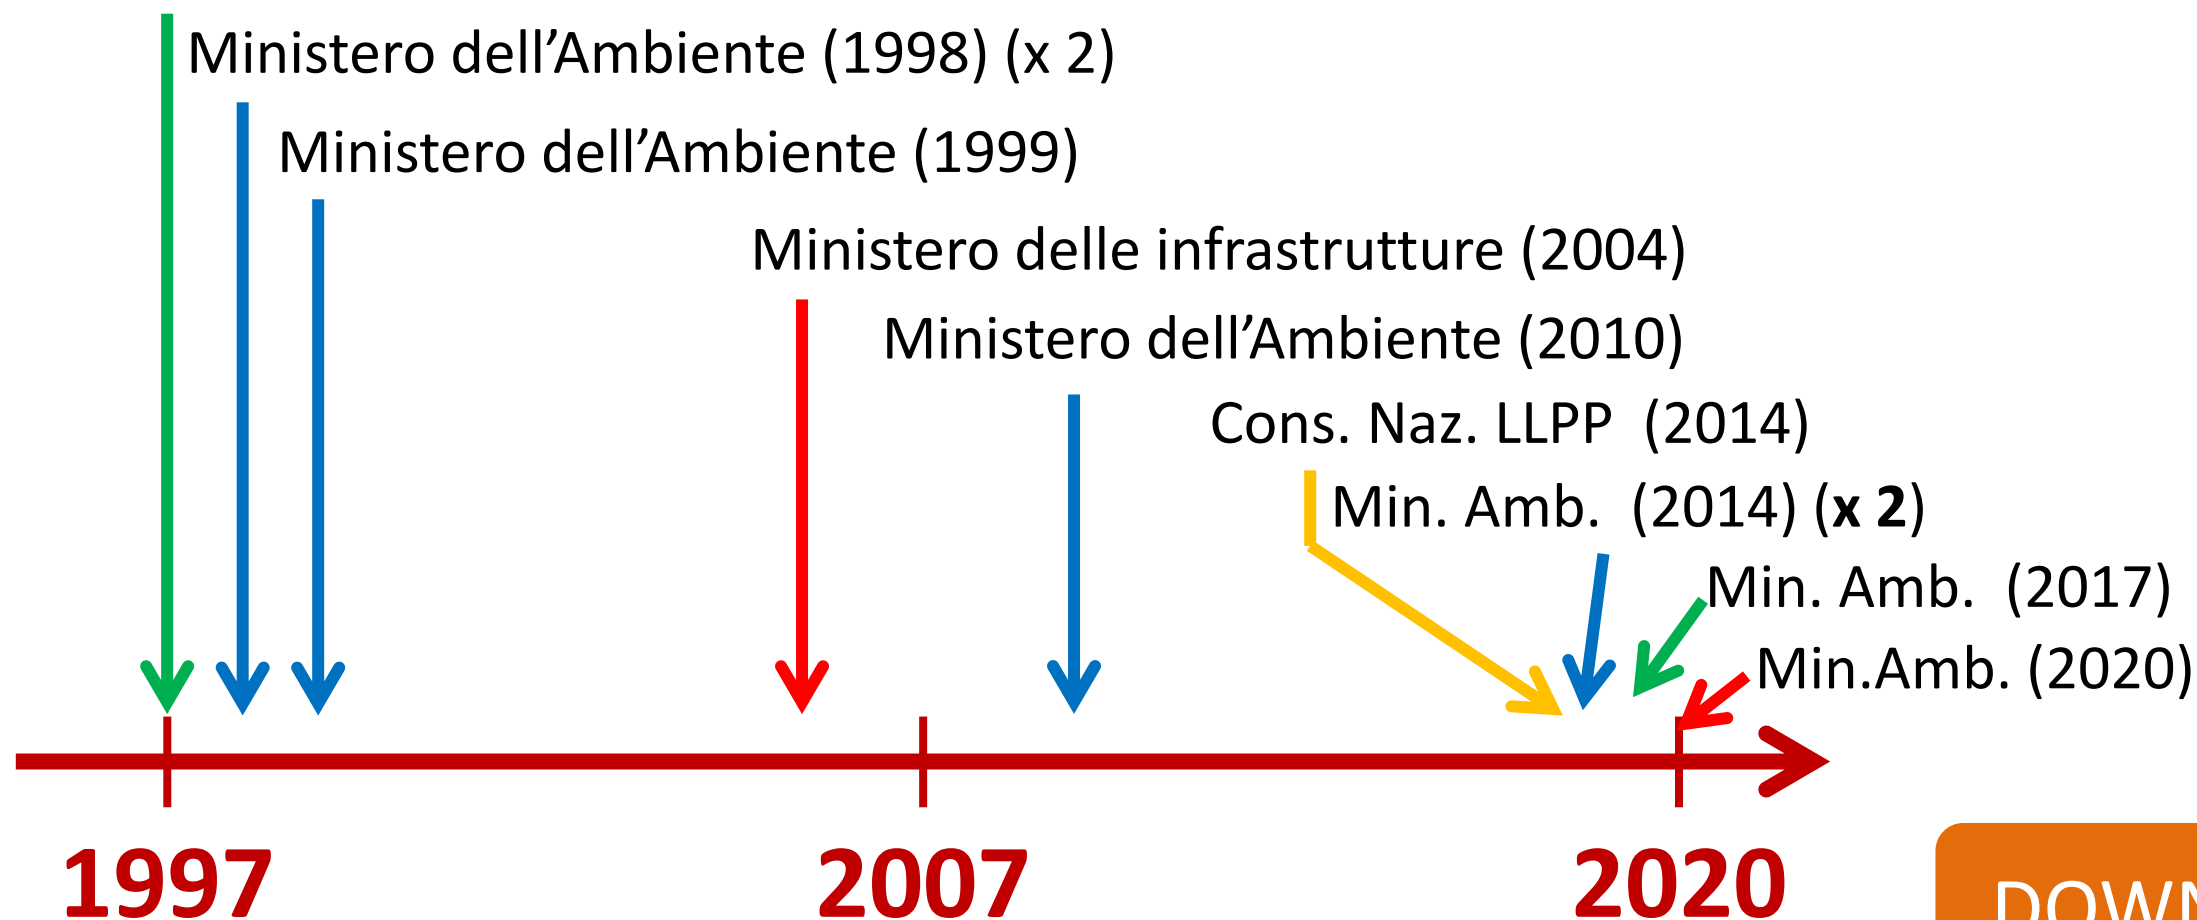 Ministero dell’Ambiente (1998) (x 2)
Ministero dell’Ambiente (1999)
Ministero delle infrastrutture (2004)
Ministero dell’Ambiente (2010)
Cons. Naz. LLPP (2014)
Min. Amb. (2014) (x 2)
Min. Amb. (2017)
Min.Amb. (2020)
1997 2007 2020
DOWN